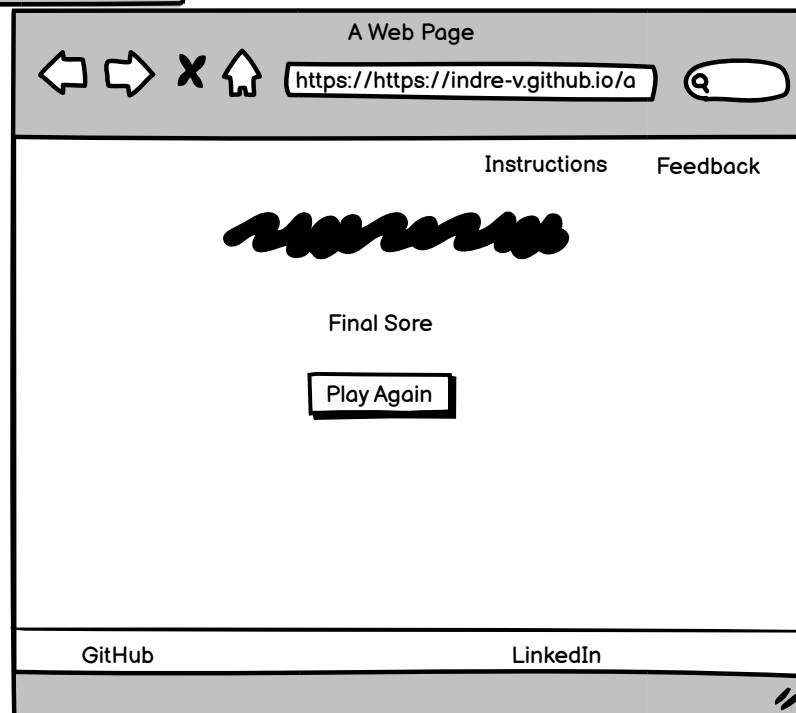 A Web Page
https://https://indre-v.github.io/a
Instructions Feedback
Final Sore
Play Again
GitHub LinkedIn